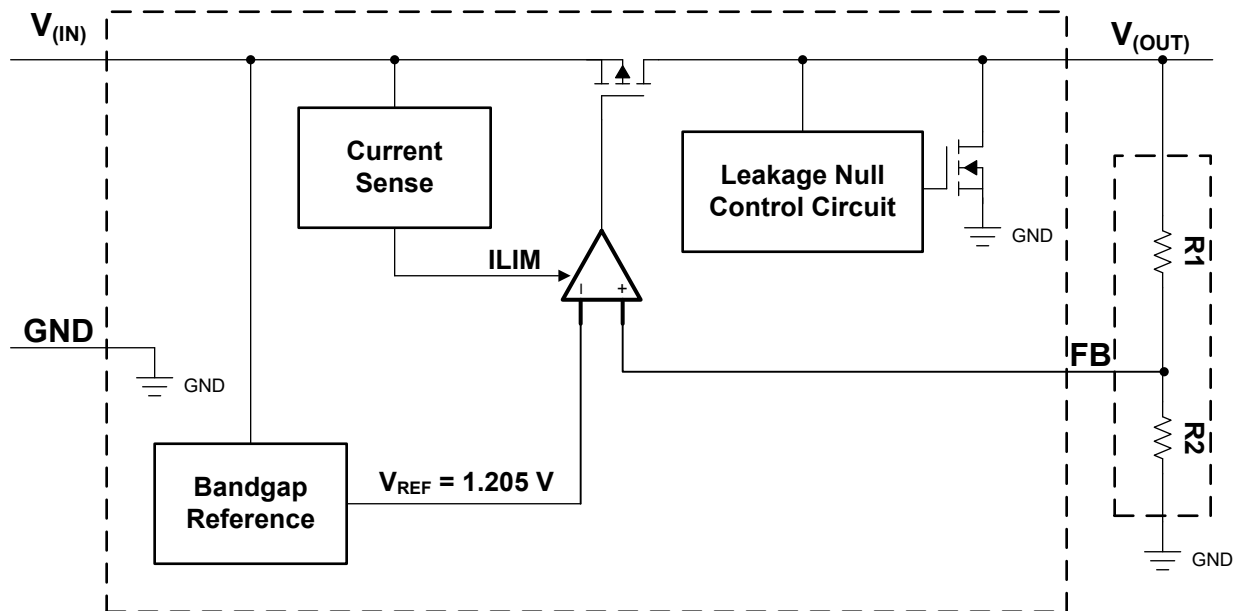 V(IN)
V(OUT)
Current
Sense
Leakage Null
Control Circuit
GND
R1
ILIM
- +
GND
GND
FB
R2
Bandgap
Reference
VREF = 1.205 V
GND